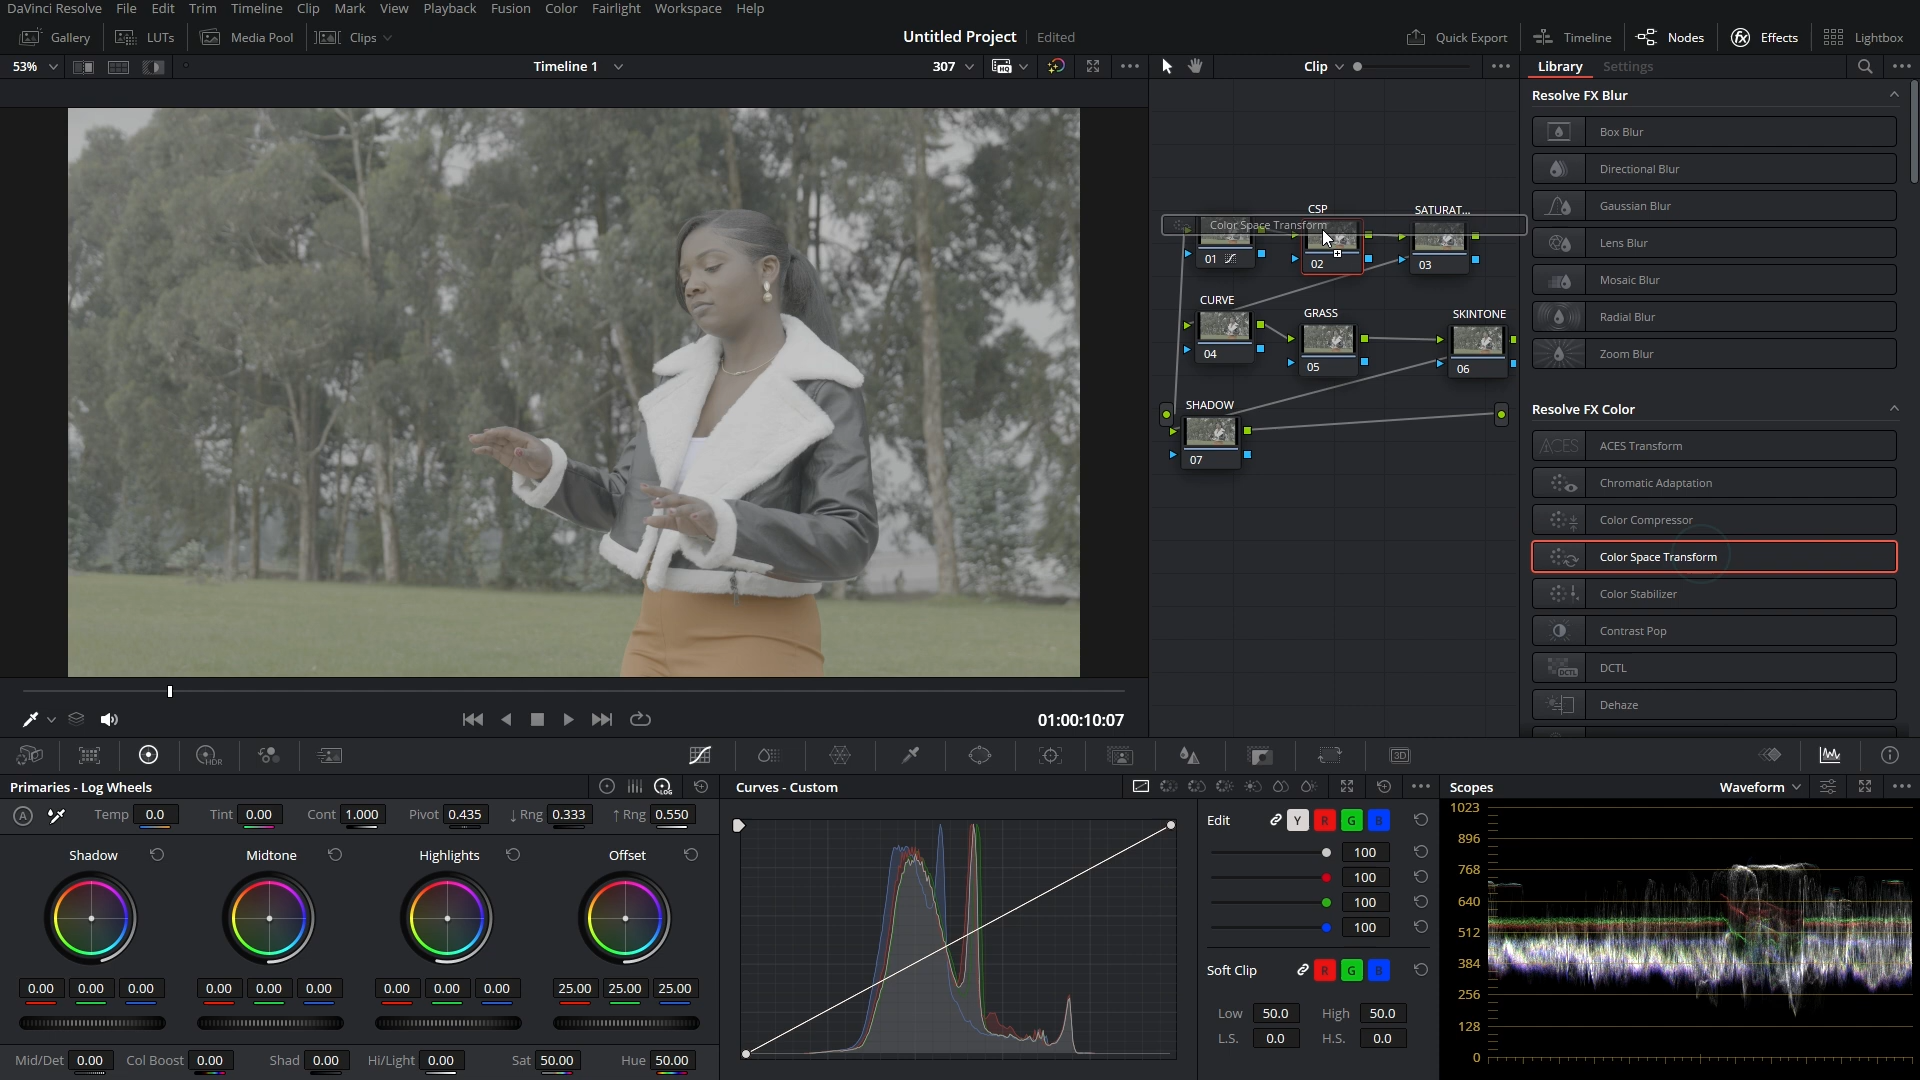 DaVinci Resolve File Edit Trim Timeline Clip Mark View Playback Fusion Color Fairlight Workspace Help
Gallery LUTs Media Pool Clips Untitled Project Edited Quick Export Timeline Nodes Effects Lightbox
53% Timeline 1 307 Clip Library Settings
Resolve FX Blur
Box Blur
Directional Blur
Gaussian Blur
Lens Blur
Mosaic Blur
Radial Blur
Zoom Blur
Resolve FX Color
ACES Transform
Chromatic Adaptation
Color Compressor
Color Space Transform
Color Stabilizer
Contrast Pop
DCTL
Dehaze
CSP SATURAT...
Color Space Transform
01 02 03
CURVE GRASS SKINTONE
04 05 06
SHADOW
07
01:00:10:07
HDR 3D
Primaries - Log Wheels
Temp 0.0 Tint 0.00 Cont 1.000 Pivot 0.435 ↓ Rng 0.333 ↑ Rng 0.550
Shadow Midtone Highlights Offset
0.00 0.00 0.00 0.00 0.00 0.00 0.00 0.00 0.00 25.00 25.00 25.00
Mid/Det 0.00 Col Boost 0.00 Shad 0.00 Hi/Light 0.00 Sat 50.00 Hue 50.00
Curves - Custom
Edit Y R G B
100
100
100
100
Soft Clip R G B
Low 50.0 High 50.0
L.S. 0.0 H.S. 0.0
Scopes Waveform
1023
896
768
640
512
384
256
128
0